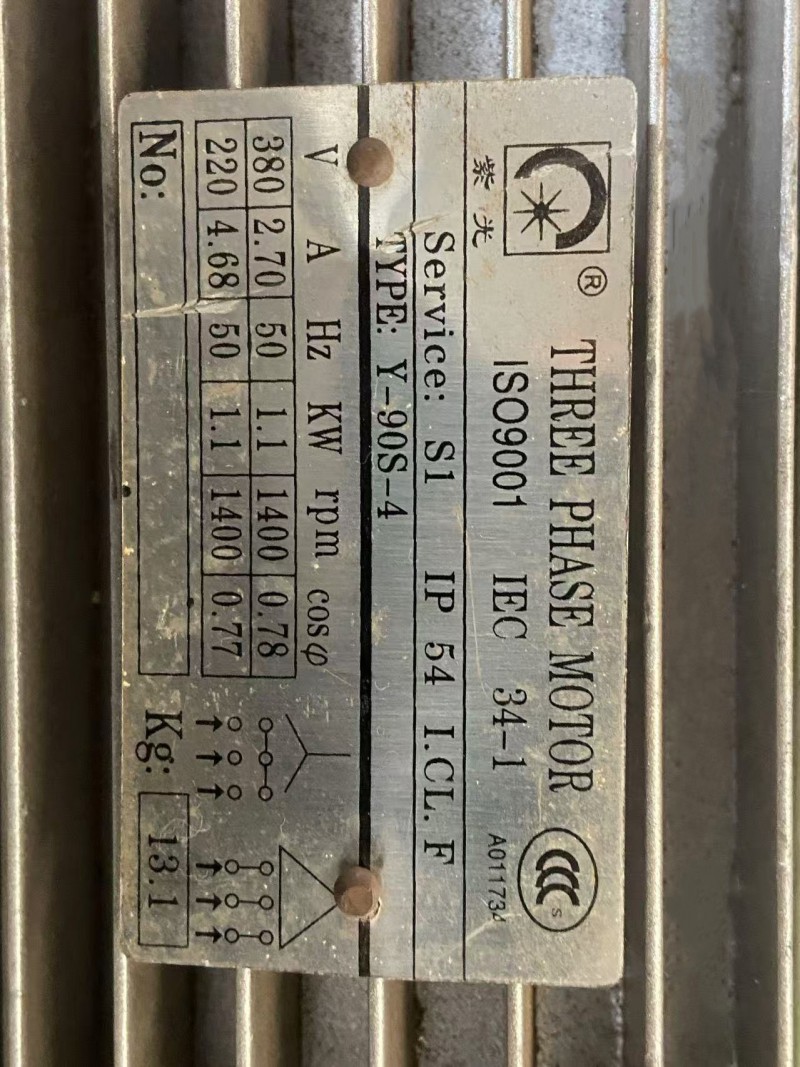 紫光 ® THREE PHASE MOTOR
ISO9001 IEC 34-1
Service: S1 IP 54 I.CL. F
TYPE: Y-90S-4
V A Hz KW rpm cosφ
380 2.70 50 1.1 1400 0.78
220 4.68 50 1.1 1400 0.77
No: Kg: 13.1
CCC S